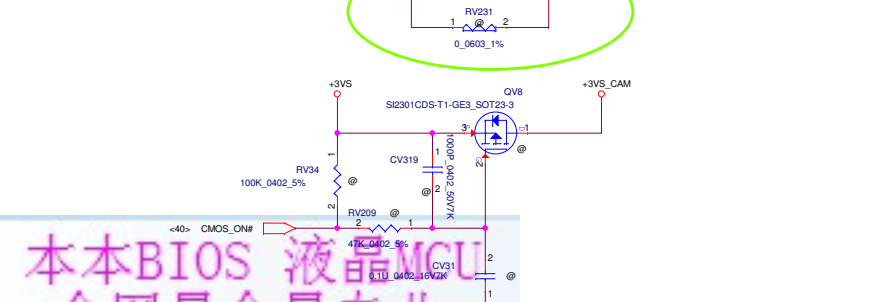 RV231
1 @ 2
0_0603_1%
+3VS
+3VS_CAM
QV8
SI2301CDS-T1-GE3_SOT23-3
3
1
@
2
1
CV319
1
1000P_0402_50V7K
@
2
RV34
@
100K_0402_5%
2
RV209
@
2
1
<40> CMOS_ON#
47K_0402_5%
本本BIOS 液晶MCU
CV31
2
0.1U_0402_16V7K
@
1